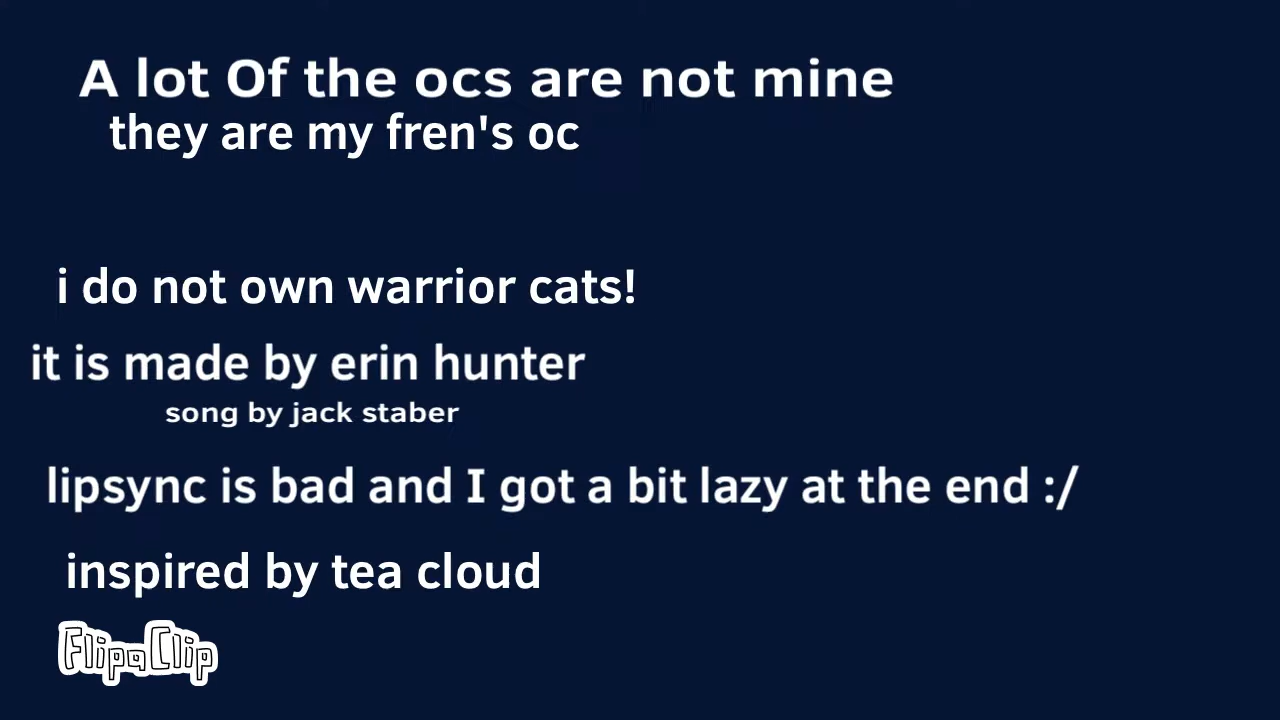 A lot Of the ocs are not mine
they are my fren's oc
i do not own warrior cats!
it is made by erin hunter
song by jack staber
lipsync is bad and I got a bit lazy at the end :/
inspired by tea cloud
FlipaClip